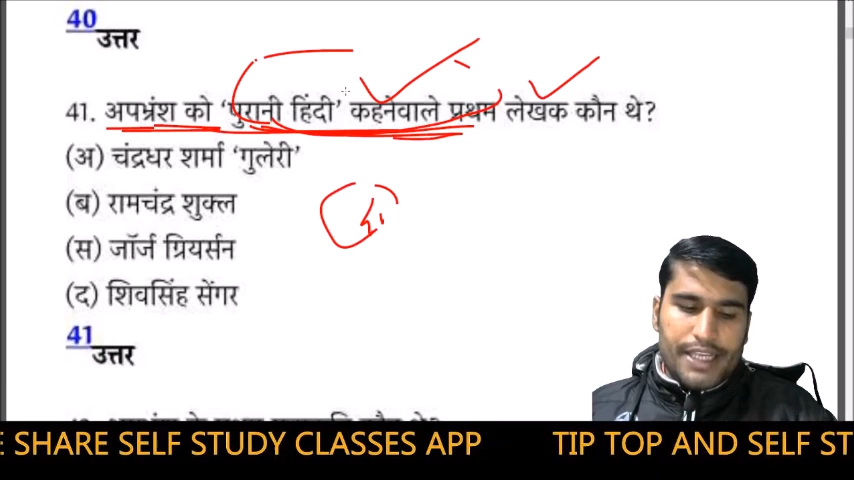 40
उत्तर
41. अपभ्रंश को 'पुरानी हिंदी' कहनेवाले प्रथम लेखक कौन थे?
(अ) चंद्रधर शर्मा 'गुलेरी'
(ब) रामचंद्र शुक्ल
(स) जॉर्ज ग्रियर्सन
(द) शिवसिंह सेंगर
41
उत्तर
E SHARE SELF STUDY CLASSES APP TIP TOP AND SELF ST